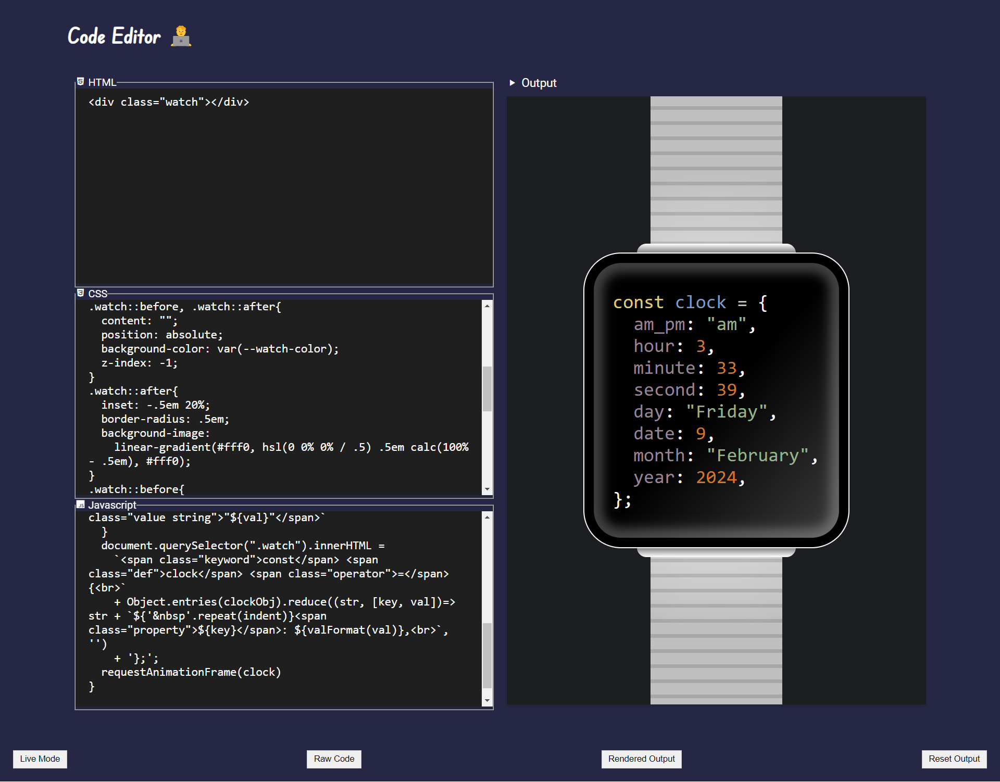 Code Editor
HTML
<div class="watch"></div>
CSS
.watch::before, .watch::after{
  content: "";
  position: absolute;
  background-color: var(--watch-color);
  z-index: -1;
}
.watch::after{
  inset: -.5em 20%;
  border-radius: .5em;
  background-image:
    linear-gradient(#fff0, hsl(0 0% 0% / .5) .5em calc(100%
- .5em), #fff0);
}
.watch::before{
JS Javascript
class="value string">"${val}"</span>`
  }
  document.querySelector(".watch").innerHTML =
    `<span class="keyword">const</span> <span
class="def">clock</span> <span class="operator">=</span>
{<br>`
    + Object.entries(clockObj).reduce((str, [key, val])=>
str + `${'&nbsp'.repeat(indent)}<span
class="property">${key}</span>: ${valFormat(val)},<br>`,
'')
    + '};';
  requestAnimationFrame(clock)
}
Output
const clock = {
  am_pm: "am",
  hour: 3,
  minute: 33,
  second: 39,
  day: "Friday",
  date: 9,
  month: "February",
  year: 2024,
};
Live Mode
Raw Code
Rendered Output
Reset Output